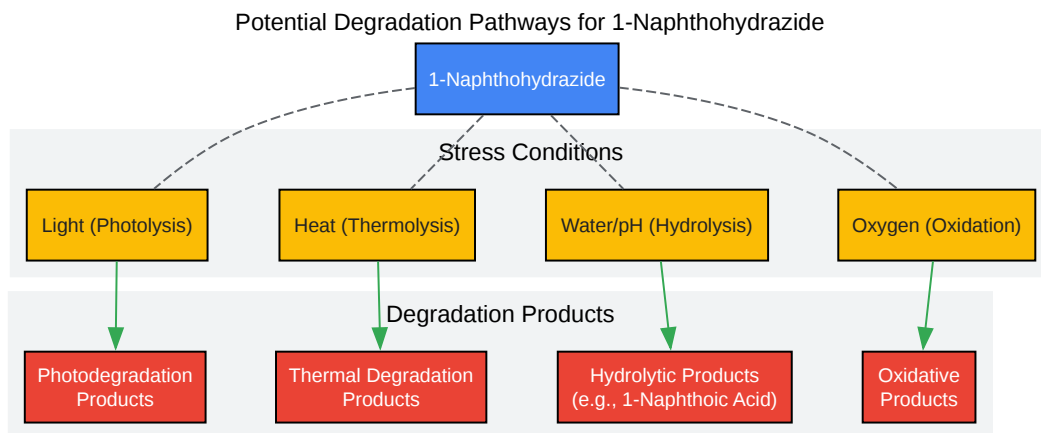 Potential Degradation Pathways for 1-Naphthohydrazide
1-Naphthohydrazide
Stress Conditions
Light (Photolysis)
Heat (Thermolysis)
Water/pH (Hydrolysis)
Oxygen (Oxidation)
Degradation Products
Photodegradation
Products
Thermal Degradation
Products
Hydrolytic Products
(e.g., 1-Naphthoic Acid)
Oxidative
Products